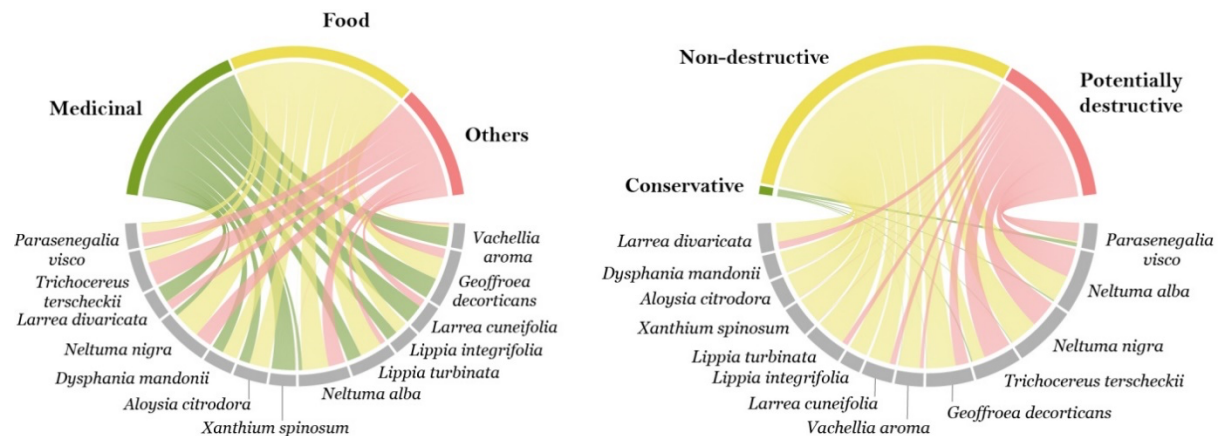 Food
Medicinal
Others
Parasenegalia
visco
Trichocereus
terscheckii
Larrea divaricata
Neltuma nigra
Dysphania mandonii
Aloysia citrodora
Xanthium spinosum
Neltuma alba
Lippia turbinata
Lippia integrifolia
Larrea cuneifolia
Geoffroea
decorticans
Vachellia
aroma
Non-destructive
Potentially
destructive
Conservative
Larrea divaricata
Dysphania mandonii
Aloysia citrodora
Xanthium spinosum
Lippia turbinata
Lippia integrifolia
Larrea cuneifolia
Vachellia aroma
Geoffroea decorticans
Trichocereus terscheckii
Neltuma nigra
Neltuma alba
Parasenegalia
visco